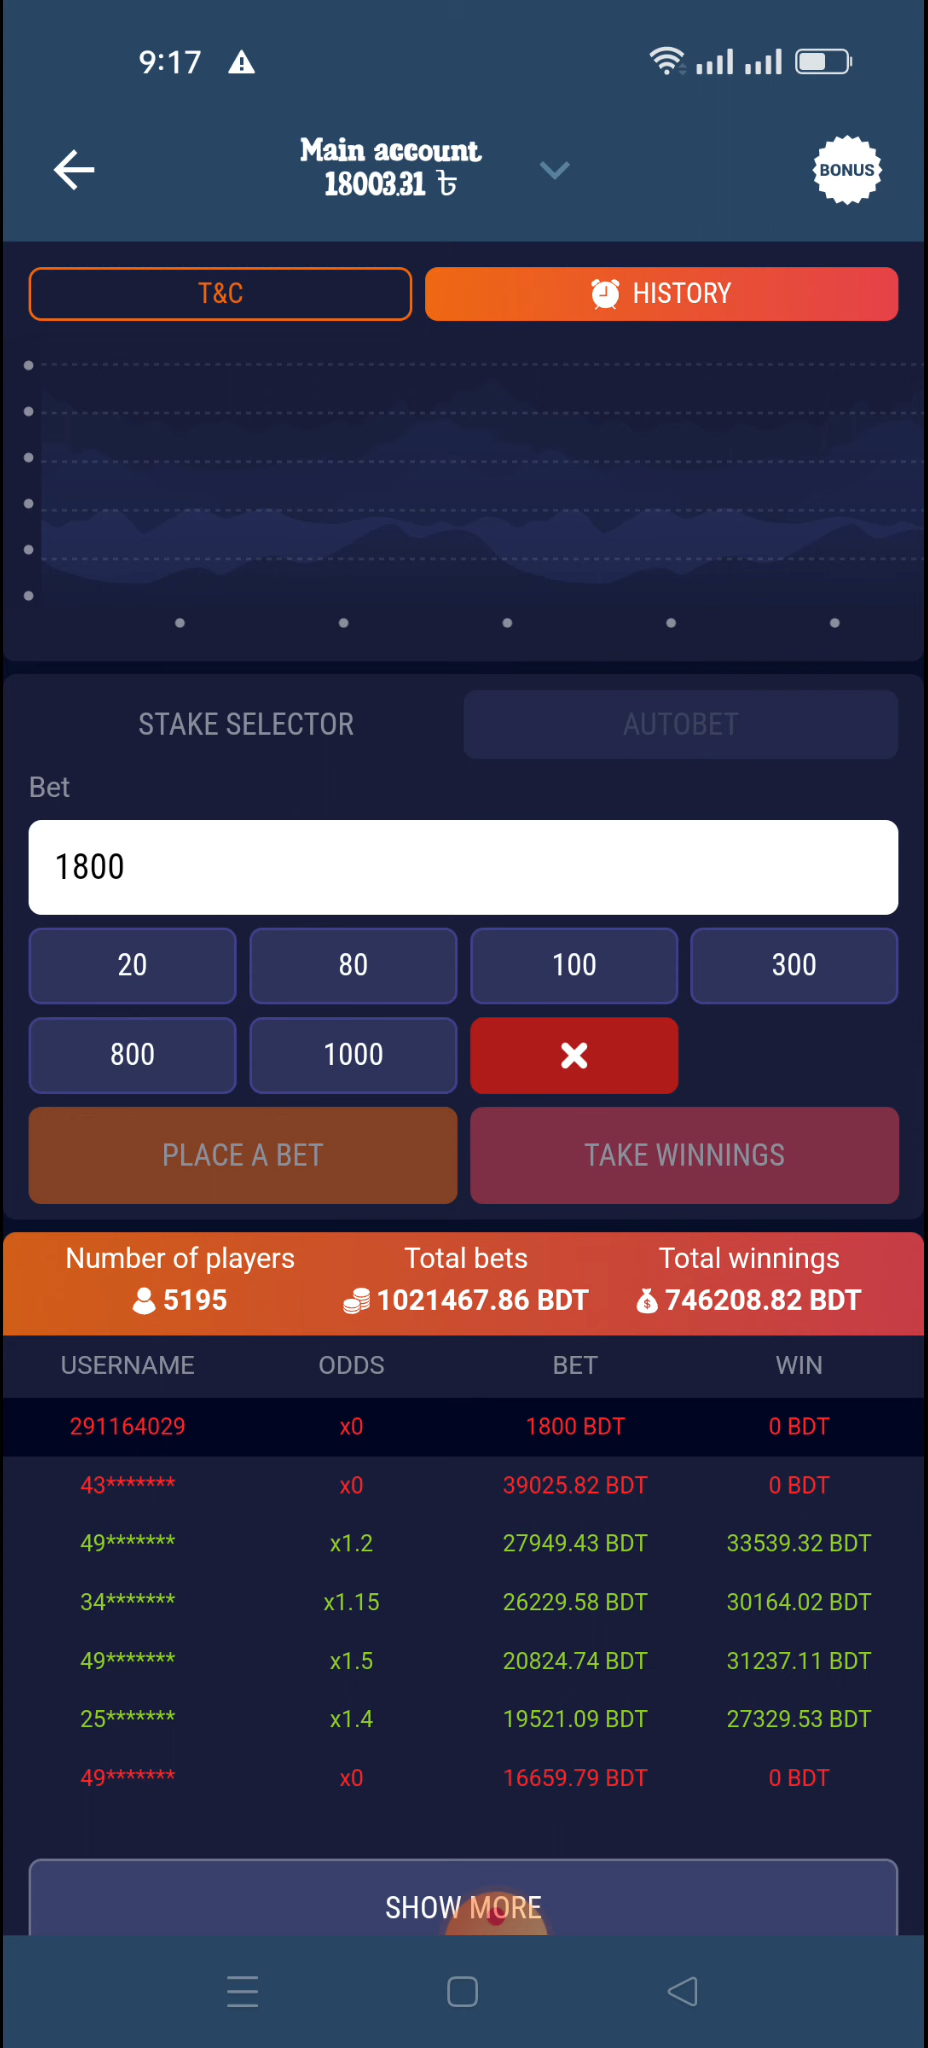 9:17
Main account
18003.31 ৳
BONUS
T&C
HISTORY
STAKE SELECTOR
AUTOBET
Bet
1800
20 80 100 300
800 1000
PLACE A BET TAKE WINNINGS
Number of players Total bets Total winnings
5195 1021467.86 BDT 746208.82 BDT
USERNAME ODDS BET WIN
291164029 x0 1800 BDT 0 BDT
43******* x0 39025.82 BDT 0 BDT
49******* x1.2 27949.43 BDT 33539.32 BDT
34******* x1.15 26229.58 BDT 30164.02 BDT
49******* x1.5 20824.74 BDT 31237.11 BDT
25******* x1.4 19521.09 BDT 27329.53 BDT
49******* x0 16659.79 BDT 0 BDT
SHOW MORE